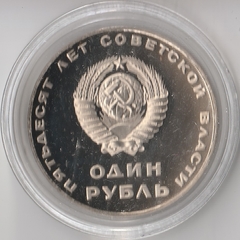 ПЯТЬДЕСЯТ ЛЕТ СОВЕТСКОЙ ВЛАСТИ
ОДИН
РУБЛЬ